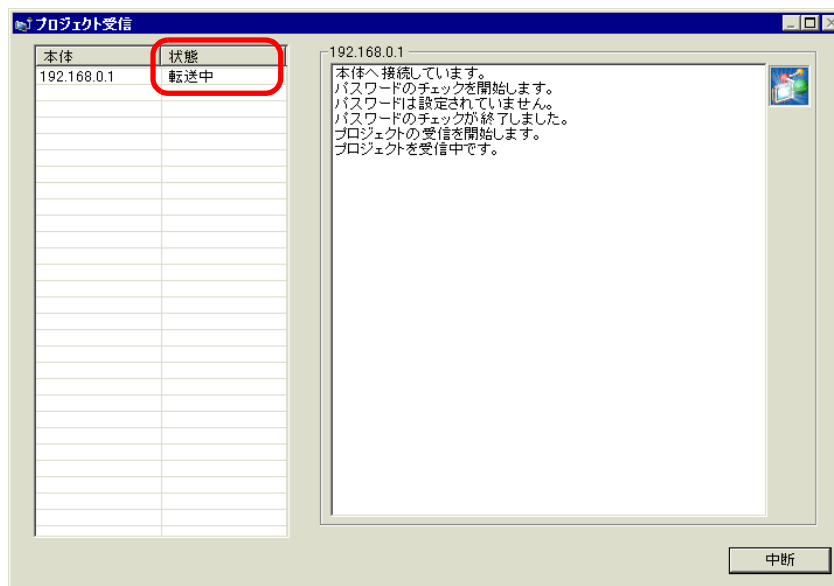 プロジェクト受信
本体 状態
192.168.0.1 転送中
192.168.0.1
本体へ接続しています。
パスワードのチェックを開始します。
パスワードは設定されていません。
パスワードのチェックが終了しました。
プロジェクトの受信を開始します。
プロジェクトを受信中です。
中断